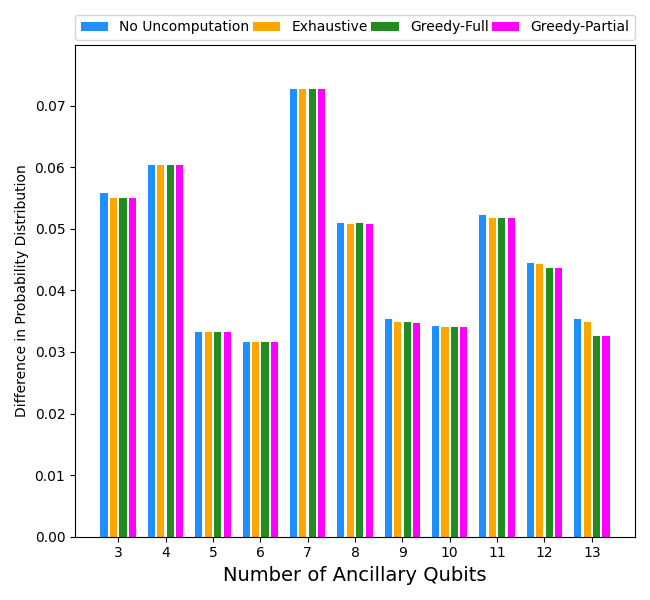 No Uncomputation Exhaustive Greedy-Full Greedy-Partial
Difference in Probability Distribution
0.07
0.06
0.05
0.04
0.03
0.02
0.01
0.00
3 4 5 6 7 8 9 10 11 12 13
Number of Ancillary Qubits